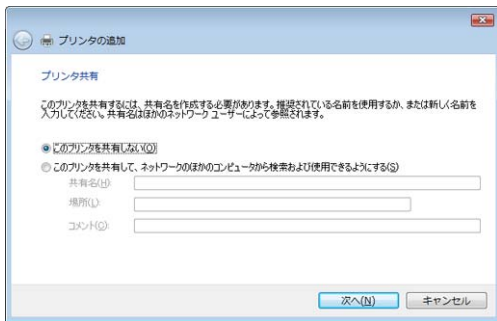 プリンタの追加
プリンタ共有
このプリンタを共有するには、共有名を作成する必要があります。推奨されている名前を使用するか、または新しく名前を
入力してください。共有名はほかのネットワーク ユーザーによって参照されます。
このプリンタを共有しない(O)
このプリンタを共有して、ネットワークのほかのコンピュータから検索および使用できるようにする(S)
共有名(H):
場所(L):
コメント(C):
次へ(N)
キャンセル